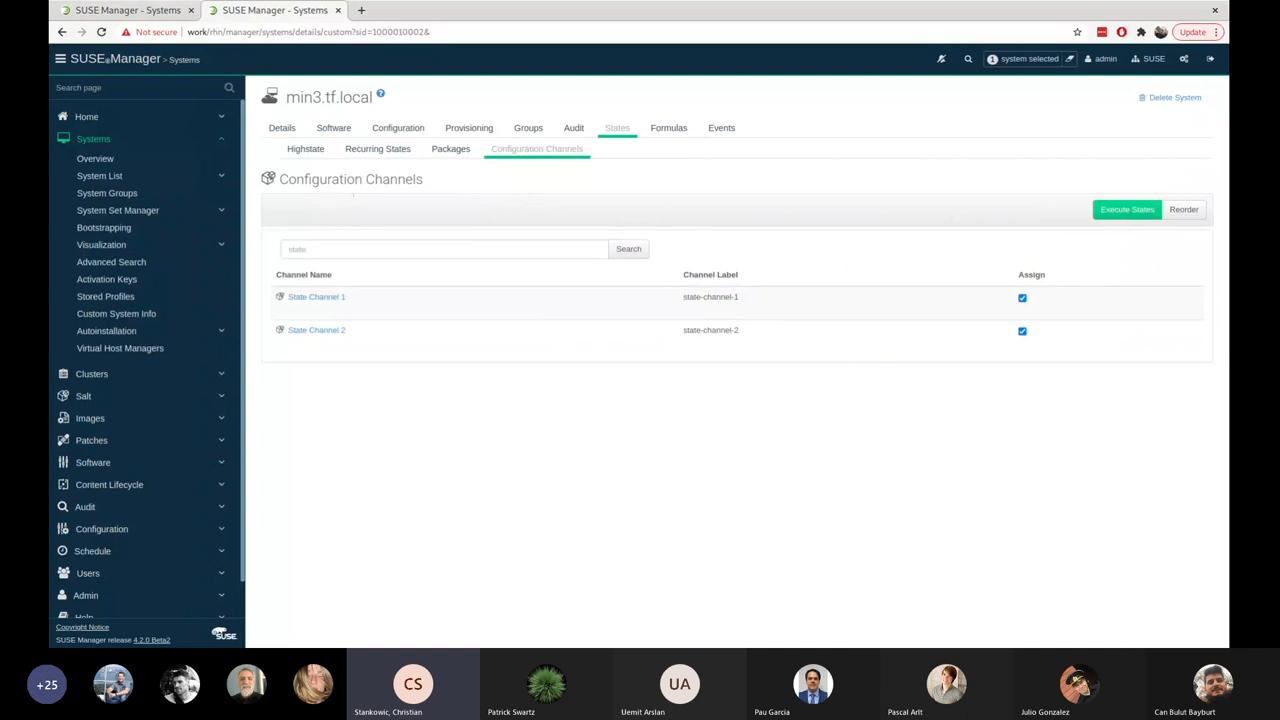 SUSE Manager - Systems
SUSE Manager - Systems
Not secure
work/rhn/manager/systems/details/custom?sid=1000010002&
Update
SUSE Manager > Systems
1 system selected
admin
SUSE
Search page
Home
Systems
Overview
System List
System Groups
System Set Manager
Bootstrapping
Visualization
Advanced Search
Activation Keys
Stored Profiles
Custom System Info
Autoinstallation
Virtual Host Managers
Clusters
Salt
Images
Patches
Software
Content Lifecycle
Audit
Configuration
Schedule
Users
Admin
Help
Copyright Notice
SUSE Manager release 4.2.0 Beta2
SUSE
min3.tf.local
Delete System
Details Software Configuration Provisioning Groups Audit States Formulas Events
Highstate Recurring States Packages Configuration Channels
Configuration Channels
Execute States Reorder
state Search
Channel Name Channel Label Assign
State Channel 1 state-channel-1
State Channel 2 state-channel-2
+25
CS
UA
Stankowic, Christian
Patrick Swartz
Uemit Arslan
Pau Garcia
Pascal Arlt
Julio Gonzalez
Can Bulut Bayburt